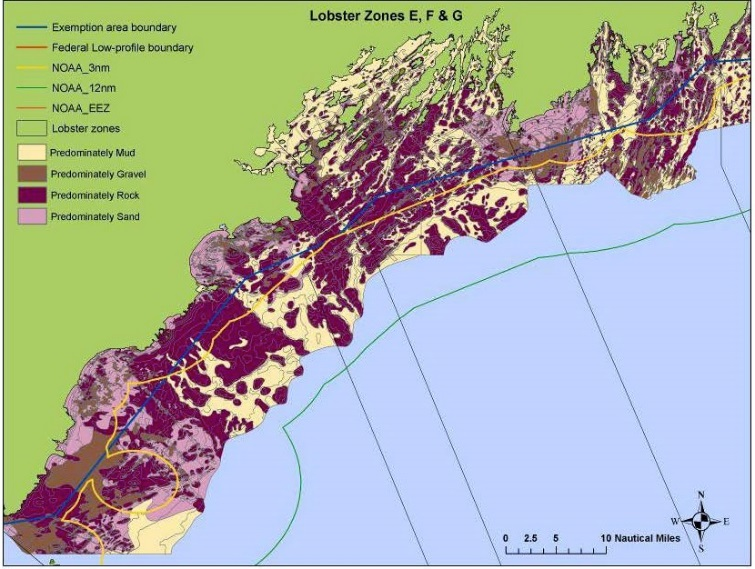 Lobster Zones E, F & G
Exemption area boundary
Federal Low-profile boundary
NOAA_3nm
NOAA_12nm
NOAA_EEZ
Lobster zones
Predominately Mud
Predominately Gravel
Predominately Rock
Predominately Sand
N
W E
S
0 2.5 5 10 Nautical Miles